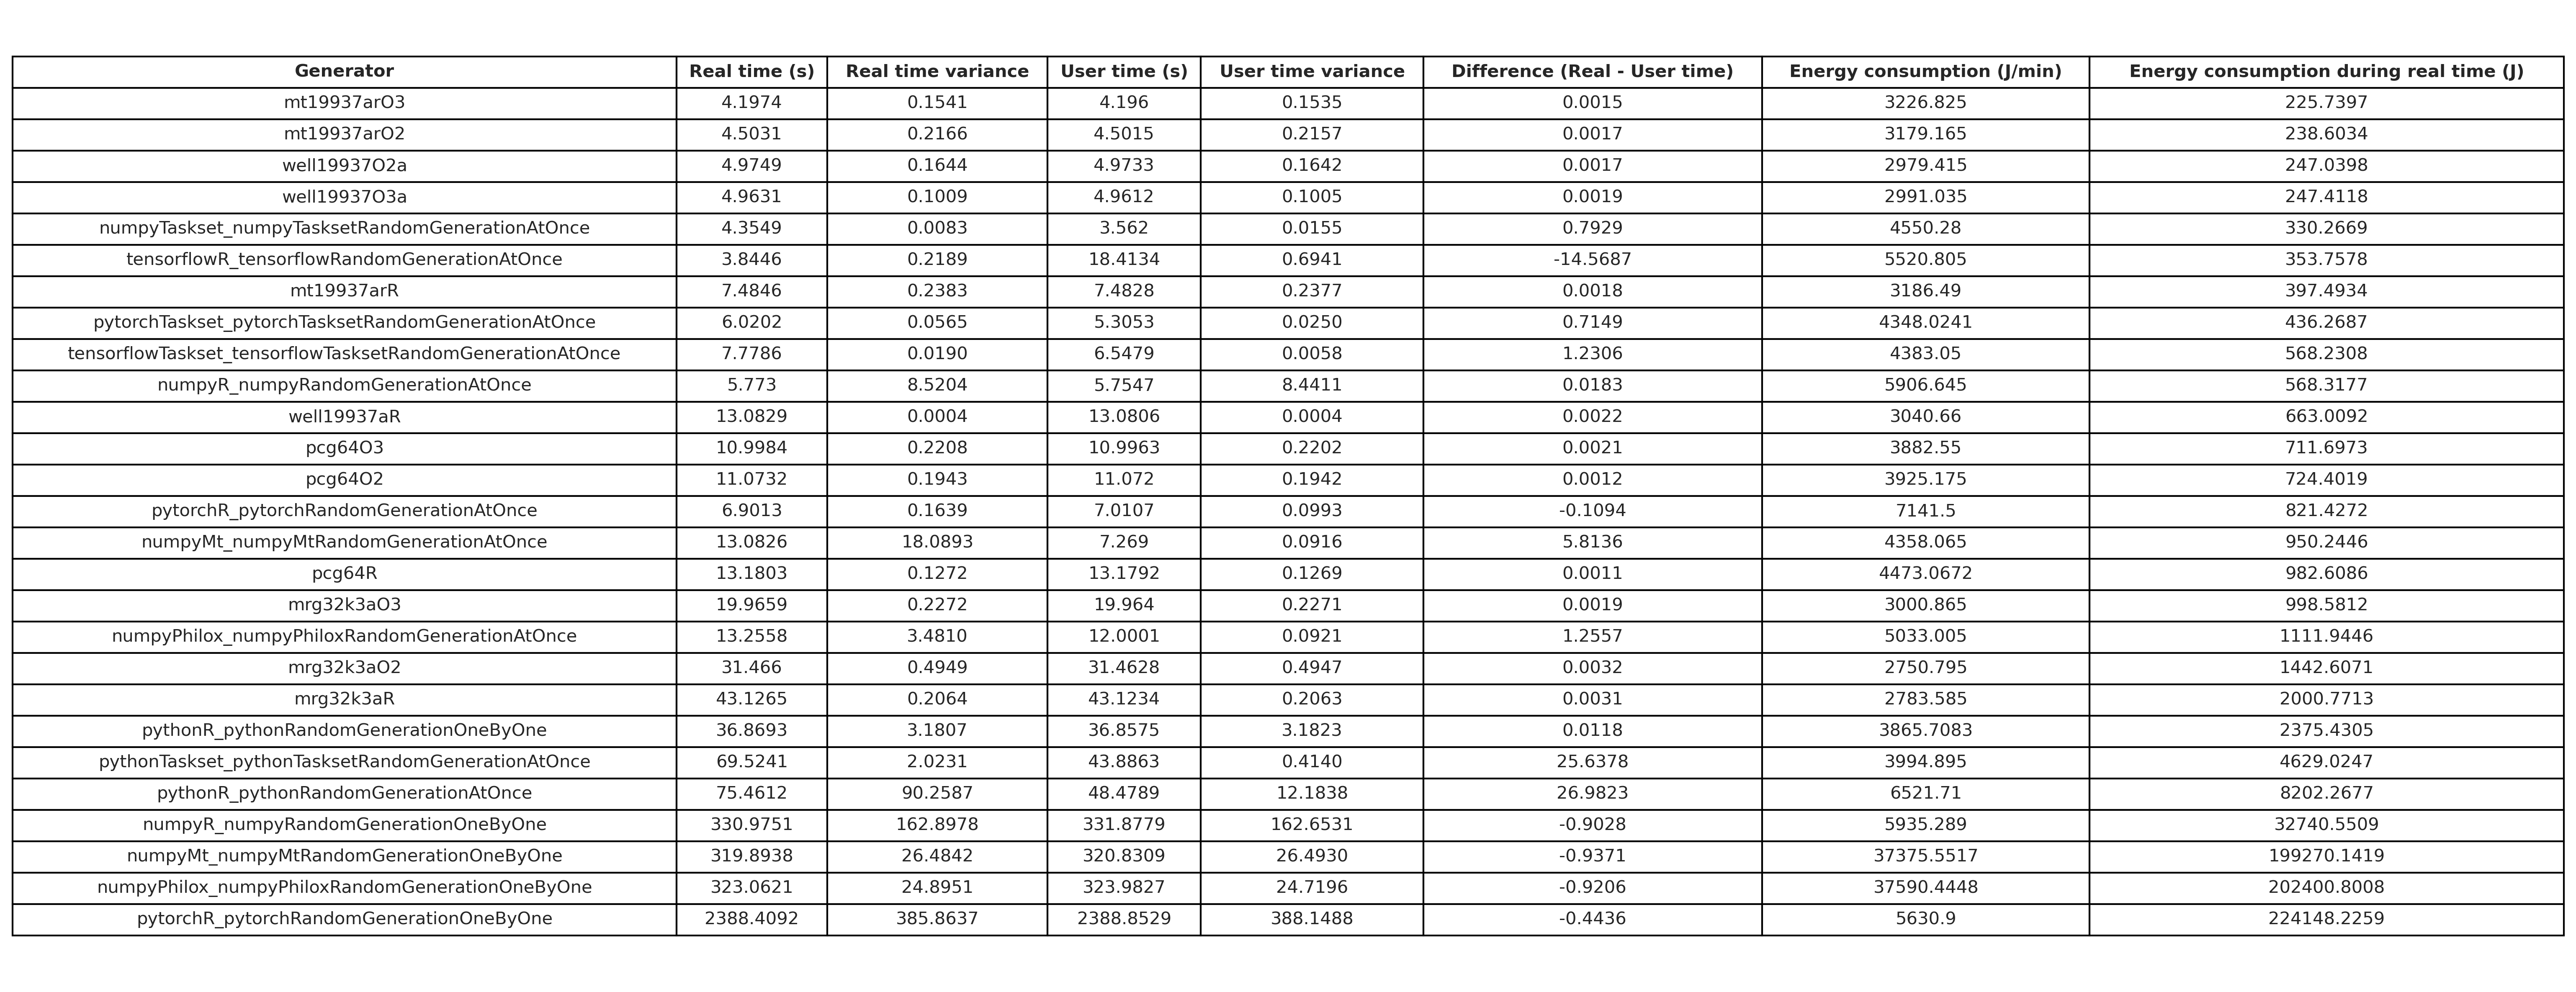 Generator Real time (s) Real time variance User time (s) User time variance Difference (Real - User time) Energy consumption (J/min) Energy consumption during real time (J)
mt19937arO3 4.1974 0.1541 4.196 0.1535 0.0015 3226.825 225.7397
mt19937arO2 4.5031 0.2166 4.5015 0.2157 0.0017 3179.165 238.6034
well19937O2a 4.9749 0.1644 4.9733 0.1642 0.0017 2979.415 247.0398
well19937O3a 4.9631 0.1009 4.9612 0.1005 0.0019 2991.035 247.4118
numpyTaskset_numpyTasksetRandomGenerationAtOnce 4.3549 0.0083 3.562 0.0155 0.7929 4550.28 330.2669
tensorflowR_tensorflowRandomGenerationAtOnce 3.8446 0.2189 18.4134 0.6941 -14.5687 5520.805 353.7578
mt19937arR 7.4846 0.2383 7.4828 0.2377 0.0018 3186.49 397.4934
pytorchTaskset_pytorchTasksetRandomGenerationAtOnce 6.0202 0.0565 5.3053 0.0250 0.7149 4348.0241 436.2687
tensorflowTaskset_tensorflowTasksetRandomGenerationAtOnce 7.7786 0.0190 6.5479 0.0058 1.2306 4383.05 568.2308
numpyR_numpyRandomGenerationAtOnce 5.773 8.5204 5.7547 8.4411 0.0183 5906.645 568.3177
well19937aR 13.0829 0.0004 13.0806 0.0004 0.0022 3040.66 663.0092
pcg64O3 10.9984 0.2208 10.9963 0.2202 0.0021 3882.55 711.6973
pcg64O2 11.0732 0.1943 11.072 0.1942 0.0012 3925.175 724.4019
pytorchR_pytorchRandomGenerationAtOnce 6.9013 0.1639 7.0107 0.0993 -0.1094 7141.5 821.4272
numpyMt_numpyMtRandomGenerationAtOnce 13.0826 18.0893 7.269 0.0916 5.8136 4358.065 950.2446
pcg64R 13.1803 0.1272 13.1792 0.1269 0.0011 4473.0672 982.6086
mrg32k3aO3 19.9659 0.2272 19.964 0.2271 0.0019 3000.865 998.5812
numpyPhilox_numpyPhiloxRandomGenerationAtOnce 13.2558 3.4810 12.0001 0.0921 1.2557 5033.005 1111.9446
mrg32k3aO2 31.466 0.4949 31.4628 0.4947 0.0032 2750.795 1442.6071
mrg32k3aR 43.1265 0.2064 43.1234 0.2063 0.0031 2783.585 2000.7713
pythonR_pythonRandomGenerationOneByOne 36.8693 3.1807 36.8575 3.1823 0.0118 3865.7083 2375.4305
pythonTaskset_pythonTasksetRandomGenerationAtOnce 69.5241 2.0231 43.8863 0.4140 25.6378 3994.895 4629.0247
pythonR_pythonRandomGenerationAtOnce 75.4612 90.2587 48.4789 12.1838 26.9823 6521.71 8202.2677
numpyR_numpyRandomGenerationOneByOne 330.9751 162.8978 331.8779 162.6531 -0.9028 5935.289 32740.5509
numpyMt_numpyMtRandomGenerationOneByOne 319.8938 26.4842 320.8309 26.4930 -0.9371 37375.5517 199270.1419
numpyPhilox_numpyPhiloxRandomGenerationOneByOne 323.0621 24.8951 323.9827 24.7196 -0.9206 37590.4448 202400.8008
pytorchR_pytorchRandomGenerationOneByOne 2388.4092 385.8637 2388.8529 388.1488 -0.4436 5630.9 224148.2259